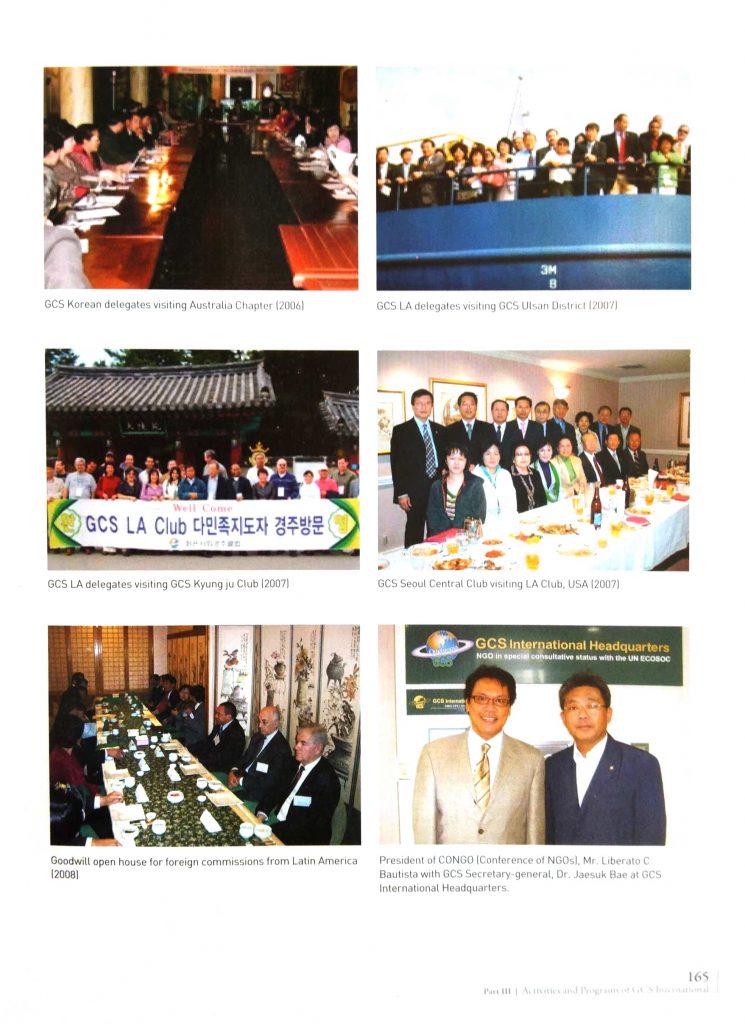 GCS Korean delegates visiting Australia Chapter (2006)
3M
8
GCS LA delegates visiting GCS Ulsan District (2007)
Well Come
GCS LA Club 다민족지도자 경주방문
GCS LA delegates visiting GCS Kyung ju Club (2007)
GCS Seoul Central Club visiting LA Club, USA (2007)
Goodwill open house for foreign commissions from Latin America
(2008)
GCS International Headquarters
NGO in special consultative status with the UN ECOSOC
GCS
GCS Internati
President of CONGO (Conference of NGOs), Mr. Liberato C.
Bautista with GCS Secretary-general, Dr. Jaesuk Bae at GCS
International Headquarters.
165
Part III | Activities and Programs of GCS International